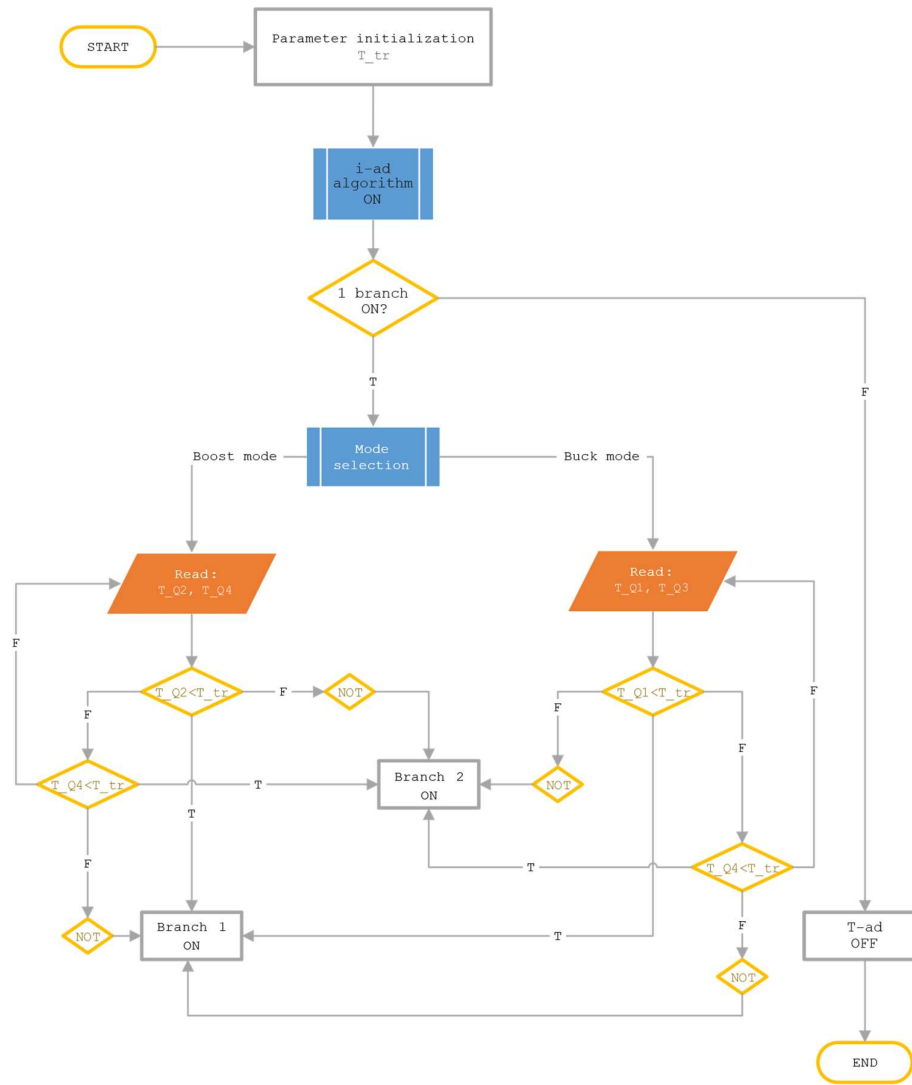 START
Parameter initialization
T_tr
i-ad
algorithm
ON
1 branch
ON?
T
F
Boost mode
Mode
selection
Buck mode
Read:
T_Q2, T_Q4
Read:
T_Q1, T_Q3
F
F
T_Q2<T_tr
F
NOT
T_Q1<T_tr
F
F
F
T_Q4<T_tr
T
Branch 2
ON
NOT
T
F
T
T_Q4<T_tr
NOT
Branch 1
ON
T
F
T-ad
OFF
NOT
END